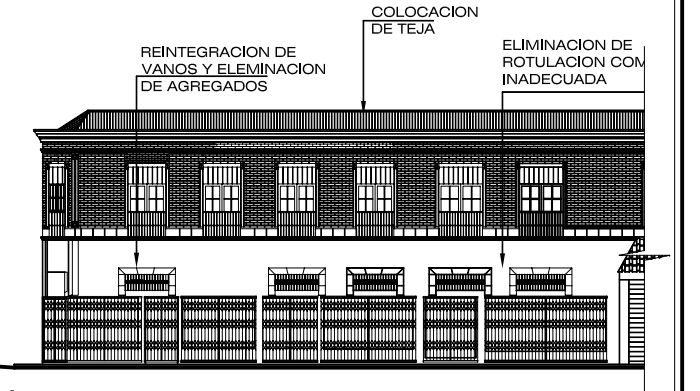 COLOCACION
DE TEJA
REINTEGRACION DE
VANOS Y ELEMINACION
DE AGREGADOS
ELIMINACION DE
ROTULACION COM
INADECUADA